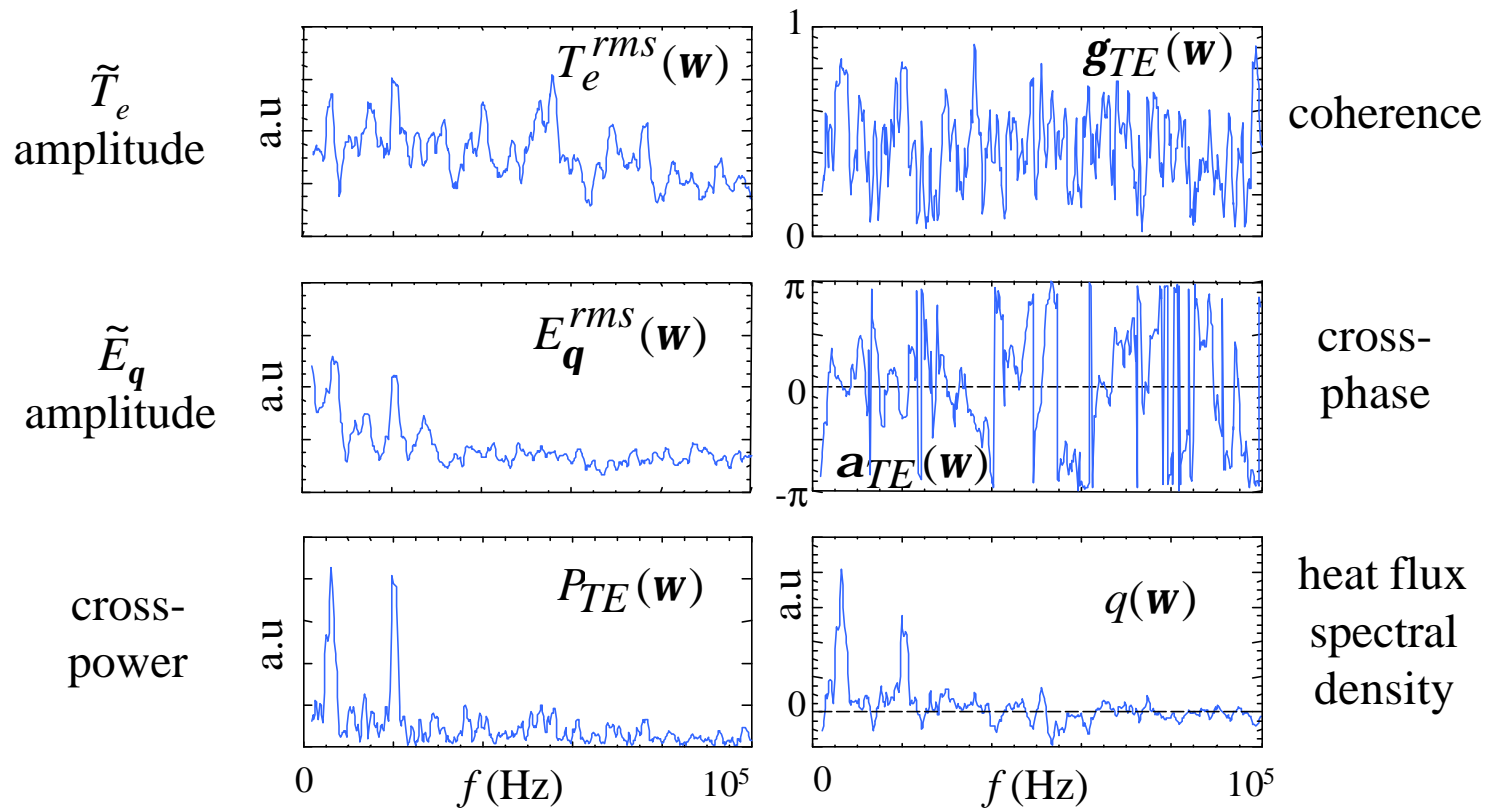 T̃e
amplitude
a.u
Te^rms(w)
1
0
gTE(w)
coherence
Ẽq
amplitude
a.u
Eq^rms(w)
π
0
-π
aTE(w)
cross-
phase
cross-
power
a.u
PTE(w)
0
f (Hz)
10^5
a.u
0
q(w)
0
f (Hz)
10^5
heat flux
spectral
density